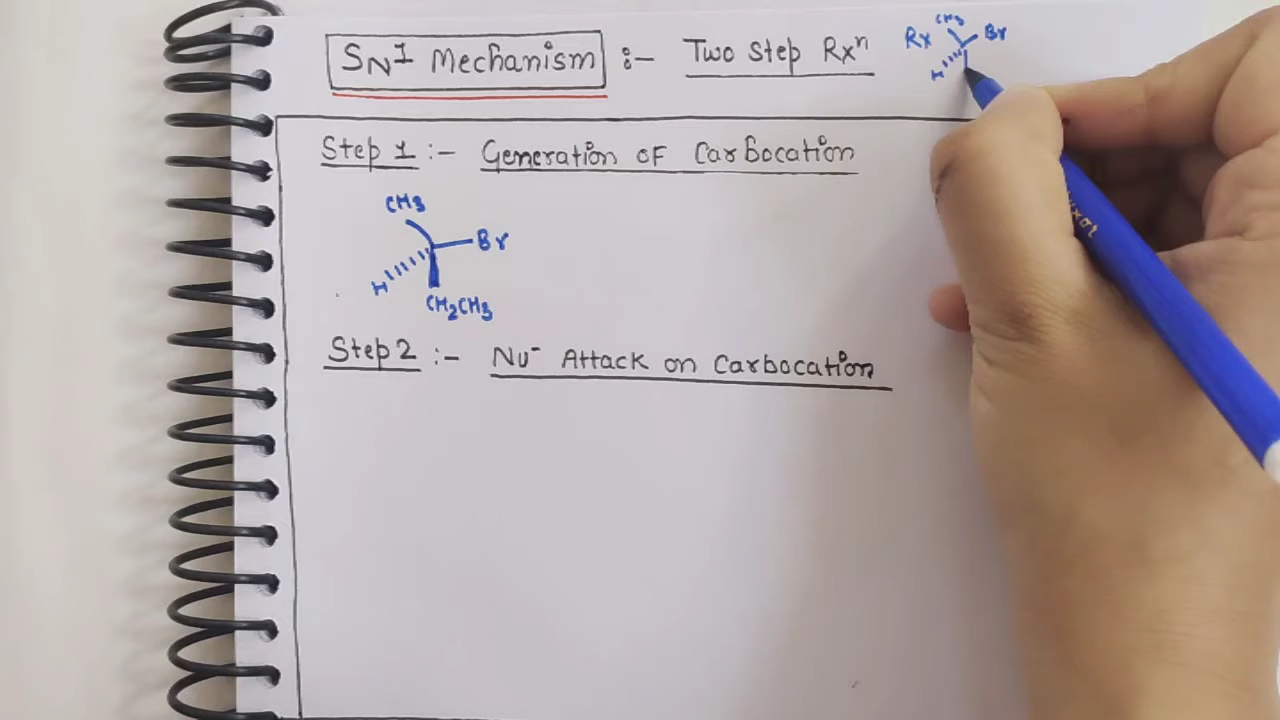 SN1 Mechanism :- Two Step Rxn
Rx CH3 Br
H
Step 1 :- Generation of Carbocation
CH3
Br
H
CH2CH3
Step 2 :- Nu- Attack on Carbocation